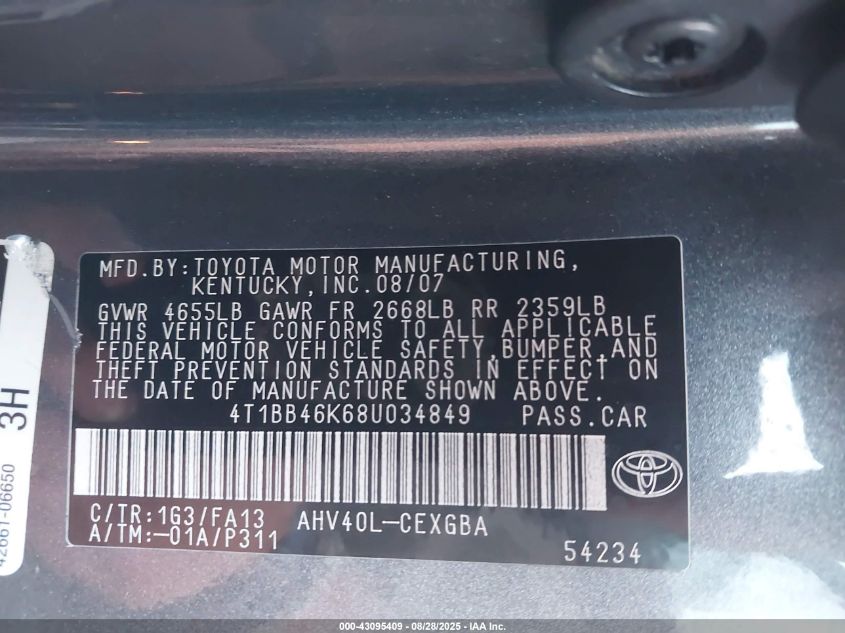 MFD.BY:TOYOTA MOTOR MANUFACTURING,
KENTUCKY,INC.08/07
GVWR 4655LB GAWR FR 2668LB RR 2359LB
THIS VEHICLE CONFORMS TO ALL APPLICABLE
FEDERAL MOTOR VEHICLE SAFETY,BUMPER,AND
THEFT PREVENTION STANDARDS IN EFFECT ON
THE DATE OF MANUFACTURE SHOWN ABOVE.
4T1BB46K68U034849 PASS.CAR
C/TR:1G3/FA13 AHV40L-CEXGBA
A/TM:-01A/P311
54234
3H
42661-06650
000-43095409 - 08/28/2025 - IAA Inc.